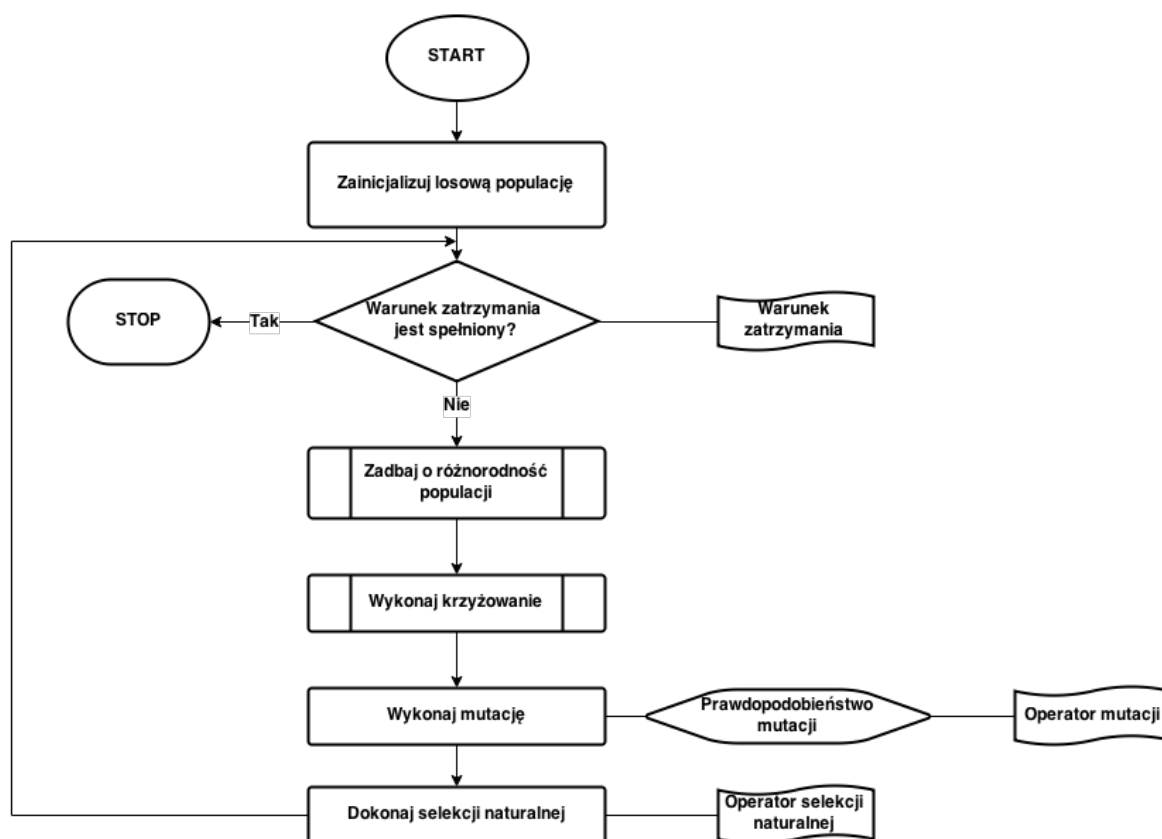 START
Zainicjalizuj losową populację
Warunek zatrzymania
jest spełniony?
STOP
Tak
Warunek
zatrzymania
Nie
Zadbaj o różnorodność
populacji
Wykonaj krzyżowanie
Wykonaj mutację
Prawdopodobieństwo
mutacji
Operator mutacji
Dokonaj selekcji naturalnej
Operator selekcji
naturalnej